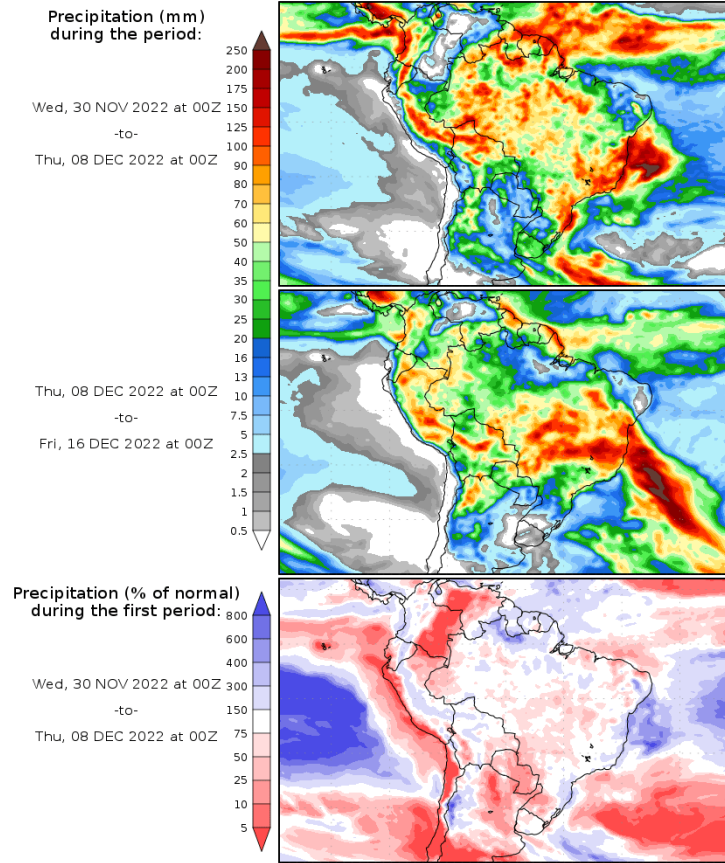 Precipitation (mm)
during the period:
Wed, 30 NOV 2022 at 00Z
-to-
Thu, 08 DEC 2022 at 00Z
250
200
175
150
125
100
90
80
70
60
50
40
35
30
25
20
16
13
10
7.5
5
2.5
2
1.5
1
0.5
Thu, 08 DEC 2022 at 00Z
-to-
Fri, 16 DEC 2022 at 00Z
Precipitation (% of normal)
during the first period:
Wed, 30 NOV 2022 at 00Z
-to-
Thu, 08 DEC 2022 at 00Z
800
600
400
300
150
75
50
25
10
5